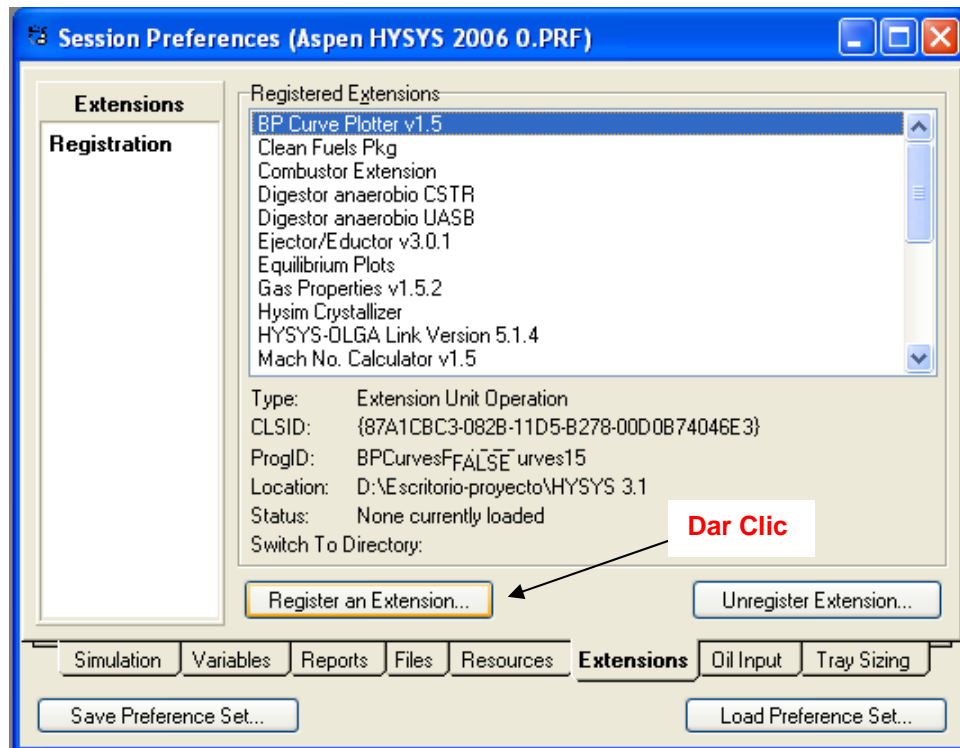 Session Preferences (Aspen HYSYS 2006 0.PRF)
Extensions
Registration
Registered Extensions
BP Curve Plotter v1.5
Clean Fuels Pkg
Combustor Extension
Digestor anaerobio CSTR
Digestor anaerobio UASB
Ejector/Eductor v3.0.1
Equilibrium Plots
Gas Properties v1.5.2
Hysim Crystallizer
HYSYS-OLGA Link Version 5.1.4
Mach No. Calculator v1.5
Type: Extension Unit Operation
CLSID: {87A1CBC3-082B-11D5-B278-00D0B74046E3}
ProgID: BPCurvesFFALSE urves15
Location: D:\Escritorio-proyecto\HYSYS 3.1
Status: None currently loaded
Switch To Directory:
Dar Clic
Register an Extension... Unregister Extension...
Simulation Variables Reports Files Resources Extensions Oil Input Tray Sizing
Save Preference Set... Load Preference Set...